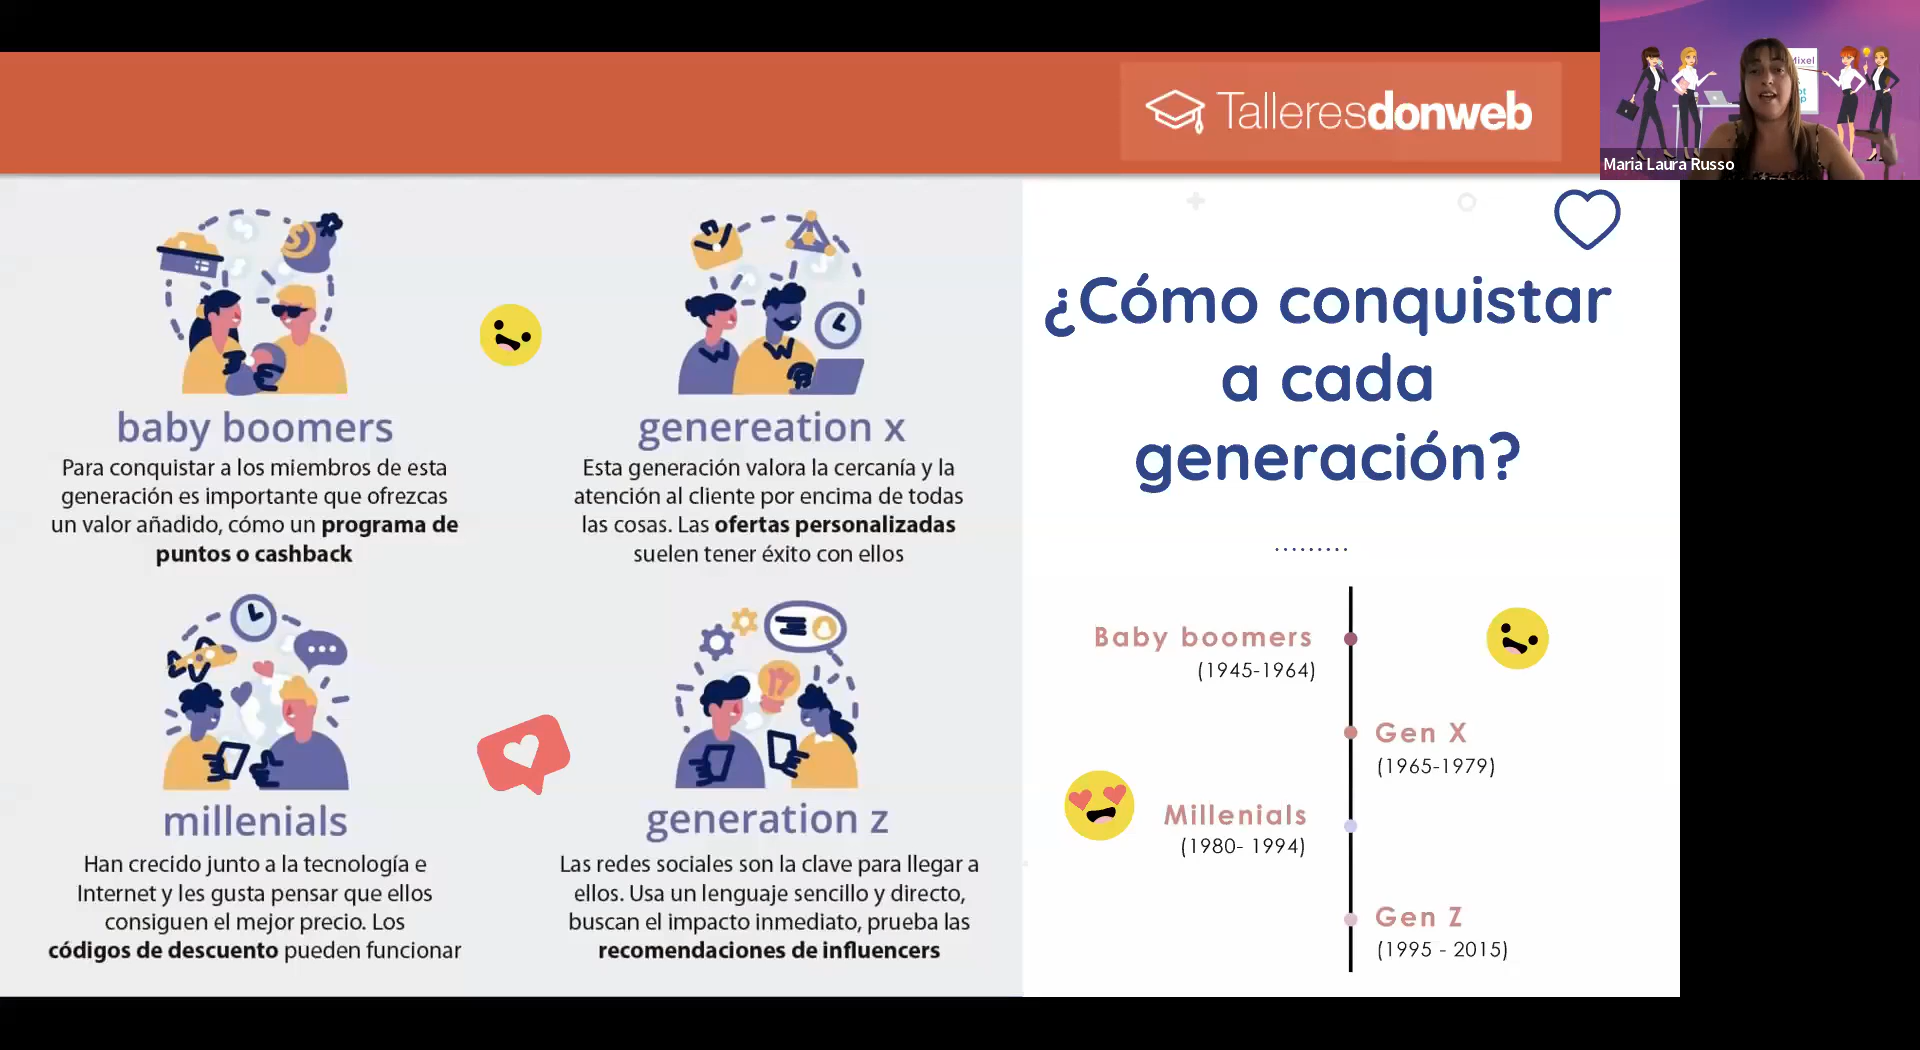 Talleresdonweb
Mixel
Maria Laura Russo
baby boomers
Para conquistar a los miembros de esta
generación es importante que ofrezcas
un valor añadido, cómo un programa de
puntos o cashback
genereation x
Esta generación valora la cercanía y la
atención al cliente por encima de todas
las cosas. Las ofertas personalizadas
suelen tener éxito con ellos
millenials
Han crecido junto a la tecnología e
Internet y les gusta pensar que ellos
consiguen el mejor precio. Los
códigos de descuento pueden funcionar
generation z
Las redes sociales son la clave para llegar a
ellos. Usa un lenguaje sencillo y directo,
buscan el impacto inmediato, prueba las
recomendaciones de influencers
¿Cómo conquistar
a cada
generación?
Baby boomers
(1945-1964)
Gen X
(1965-1979)
Millenials
(1980- 1994)
Gen Z
(1995 - 2015)